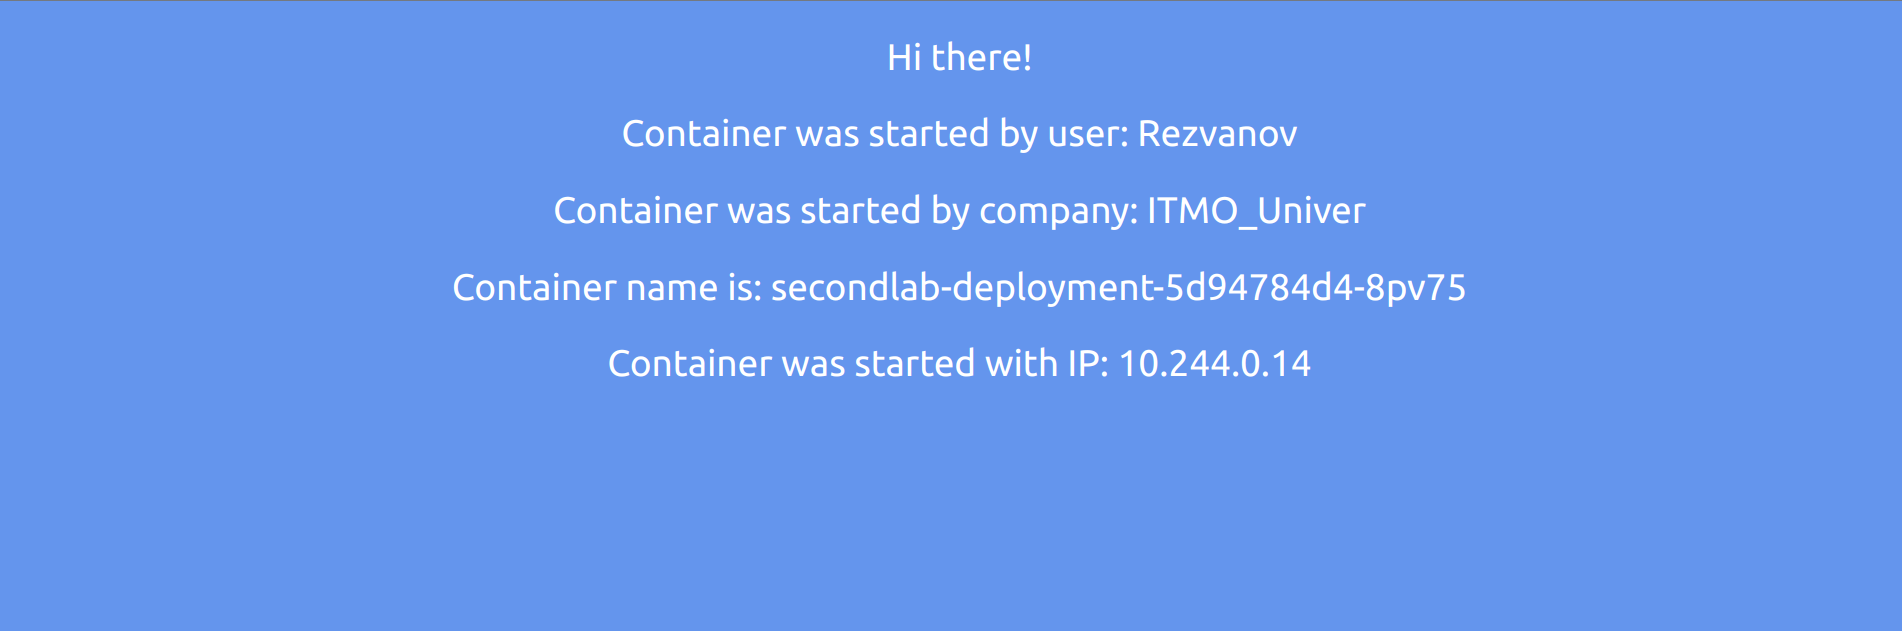 Hi there!
Container was started by user: Rezvanov
Container was started by company: ITMO_Univer
Container name is: secondlab-deployment-5d94784d4-8pv75
Container was started with IP: 10.244.0.14